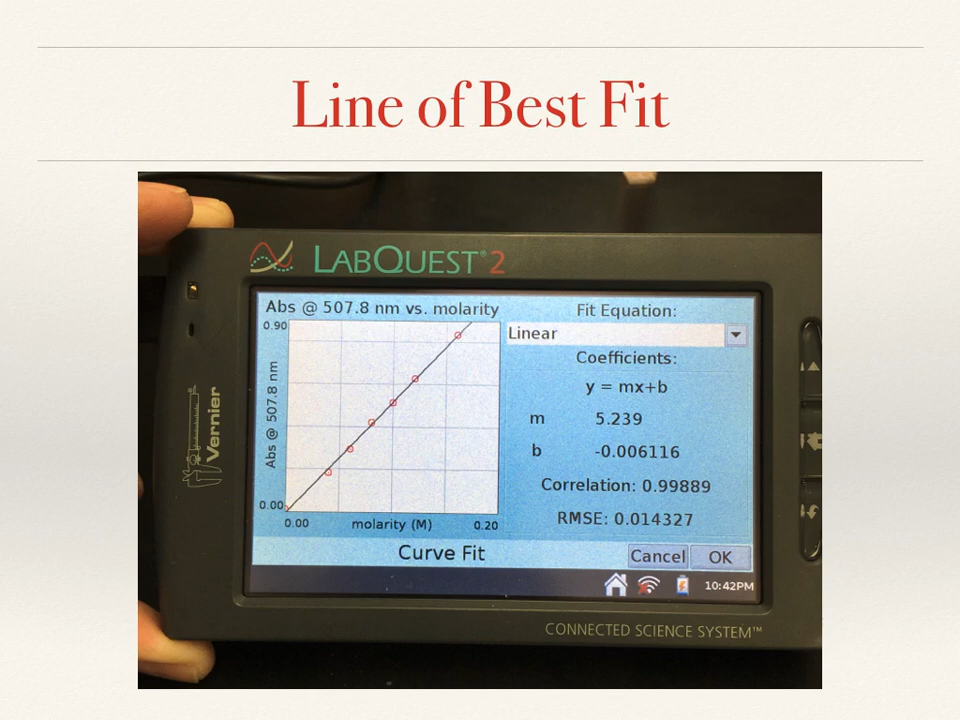 Line of Best Fit
LABQUEST® 2
Abs @ 507.8 nm vs. molarity
0.90
Abs @ 507.8 nm
0.00
0.00
molarity (M)
0.20
Fit Equation:
Linear
Coefficients:
y = mx+b
m 5.239
b -0.006116
Correlation: 0.99889
RMSE: 0.014327
Curve Fit
Cancel
OK
10:42PM
Vernier
CONNECTED SCIENCE SYSTEM™